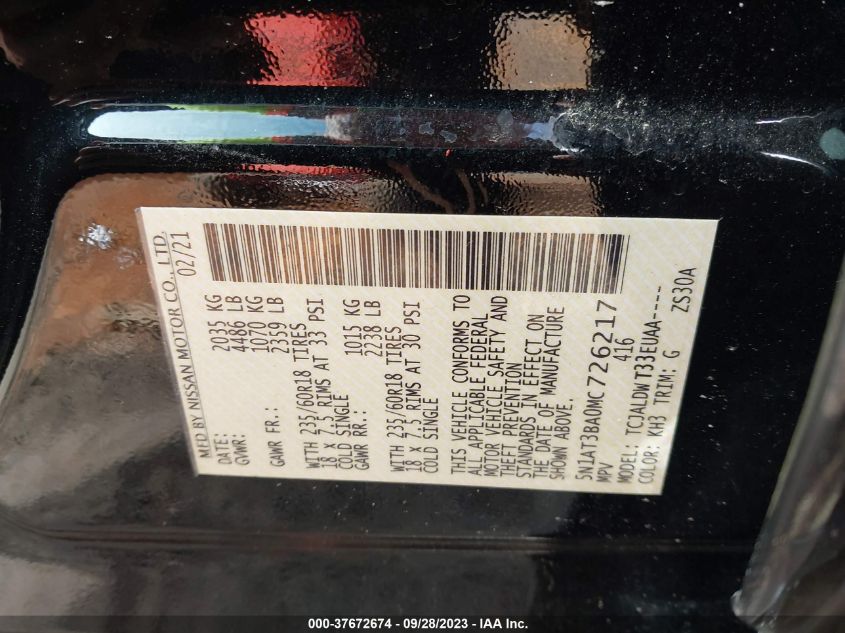 MFD BY NISSAN MOTOR CO., LTD.
DATE: 02/21
GVWR: 2035 KG
4486 LB
GAWR FR.: 1070 KG
2359 LB
WITH 235/60R18 TIRES
18 X 7.5 RIMS AT 33 PSI
COLD SINGLE
GAWR RR.: 1015 KG
2238 LB
WITH 235/60R18 TIRES
18 X 7.5 RIMS AT 30 PSI
COLD SINGLE
THIS VEHICLE CONFORMS TO
ALL APPLICABLE FEDERAL
MOTOR VEHICLE SAFETY AND
THEFT PREVENTION
STANDARDS IN EFFECT ON
THE DATE OF MANUFACTURE
SHOWN ABOVE.
5N1AT3BA0MC726217
MPV 416
MODEL: TCJALDW T33EUAA----
COLOR: KH3 TRIM: G ZS30A
000-37672674 | 09/28/2023 - IAA Inc.